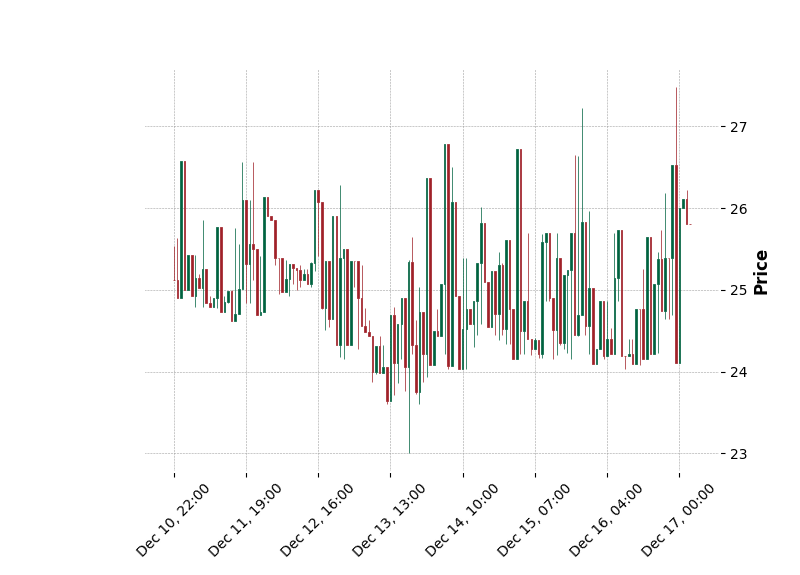 27
26
25
24
23
Price
Dec 10, 22:00
Dec 11, 19:00
Dec 12, 16:00
Dec 13, 13:00
Dec 14, 10:00
Dec 15, 07:00
Dec 16, 04:00
Dec 17, 00:00